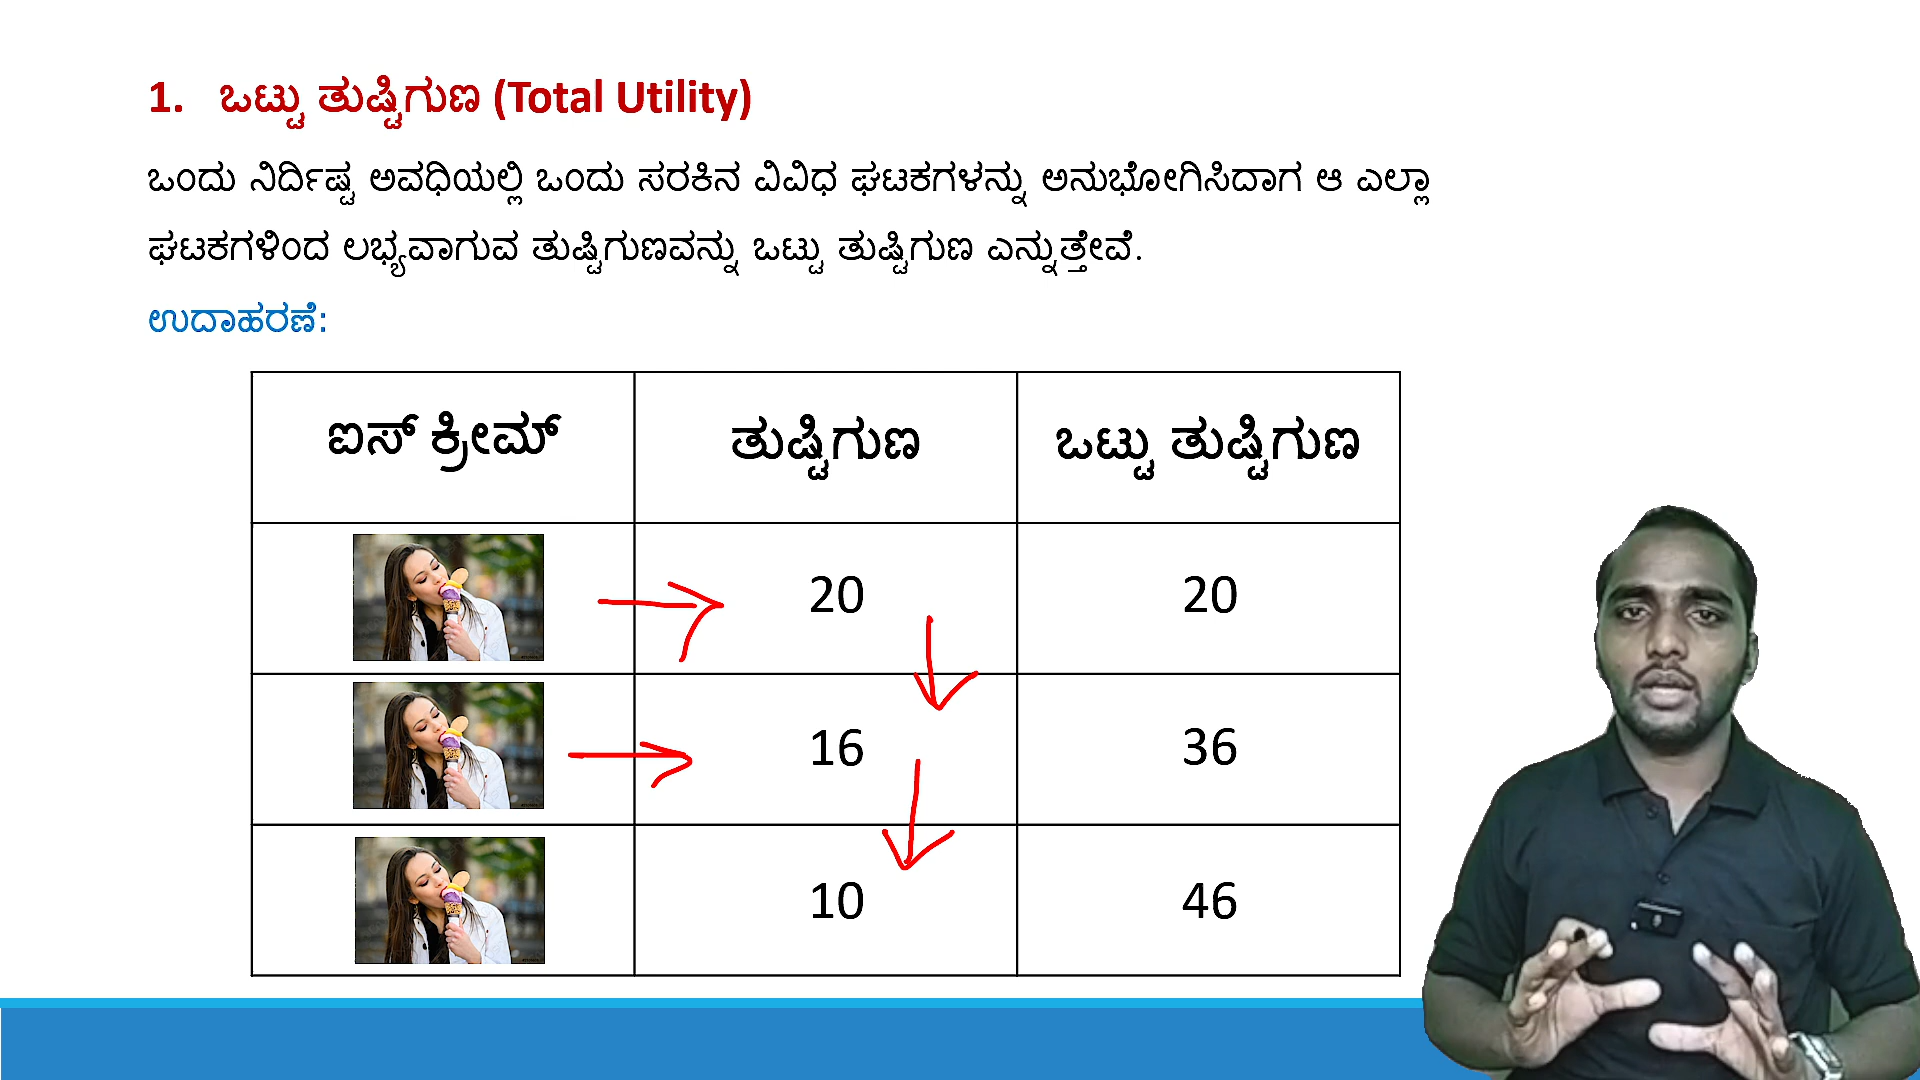 1. ಒಟ್ಟು ತುಷ್ಟಿಗುಣ (Total Utility)
ಒಂದು ನಿರ್ದಿಷ್ಟ ಅವಧಿಯಲ್ಲಿ ಒಂದು ಸರಕಿನ ವಿವಿಧ ಘಟಕಗಳನ್ನು ಅನುಭೋಗಿಸಿದಾಗ ಆ ಎಲ್ಲಾ
ಘಟಕಗಳಿಂದ ಲಭ್ಯವಾಗುವ ತುಷ್ಟಿಗುಣವನ್ನು ಒಟ್ಟು ತುಷ್ಟಿಗುಣ ಎನ್ನುತ್ತೇವೆ.
ಉದಾಹರಣೆ:
ಐಸ್ ಕ್ರೀಮ್ ತುಷ್ಟಿಗುಣ ಒಟ್ಟು ತುಷ್ಟಿಗುಣ
20 20
16 36
10 46